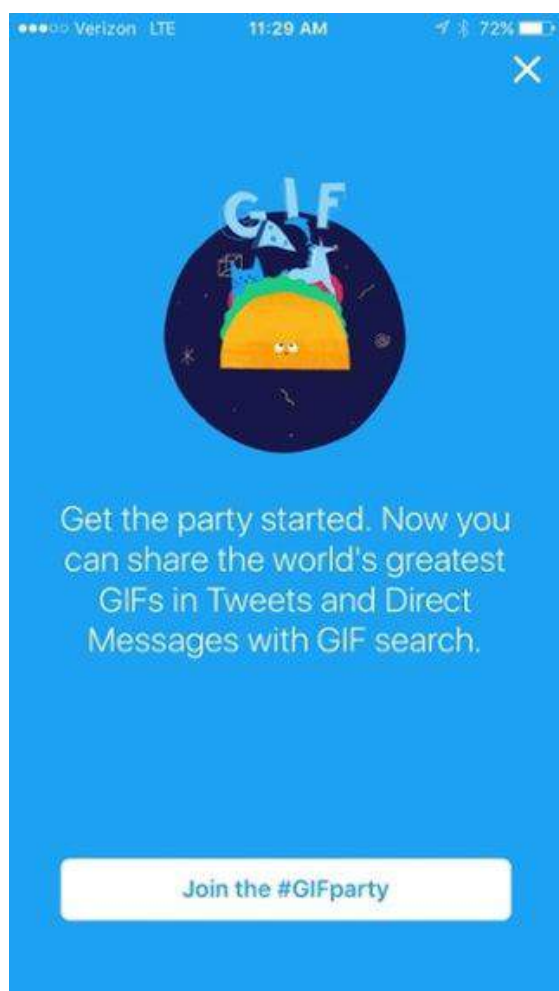 Verizon LTE 11:29 AM 72%
GIF
Get the party started. Now you
can share the world's greatest
GIFs in Tweets and Direct
Messages with GIF search.
Join the #GIFparty